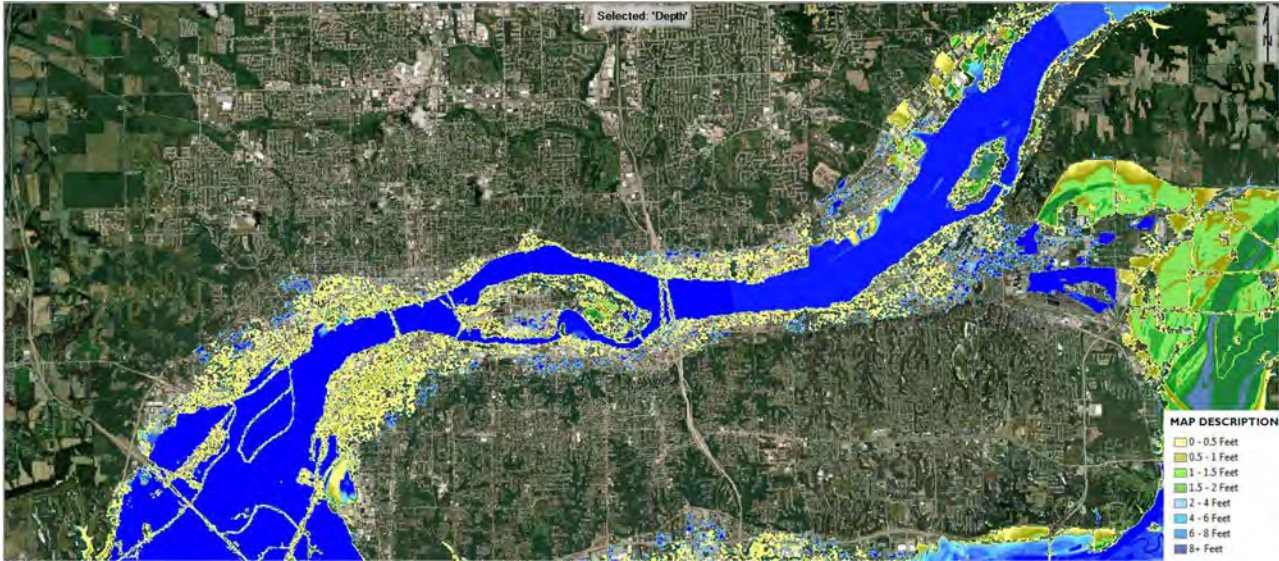 Selected: 'Depth'
N
MAP DESCRIPTION
0 - 0.5 Feet
0.5 - 1 Feet
1 - 1.5 Feet
1.5 - 2 Feet
2 - 4 Feet
4 - 6 Feet
6 - 8 Feet
8+ Feet